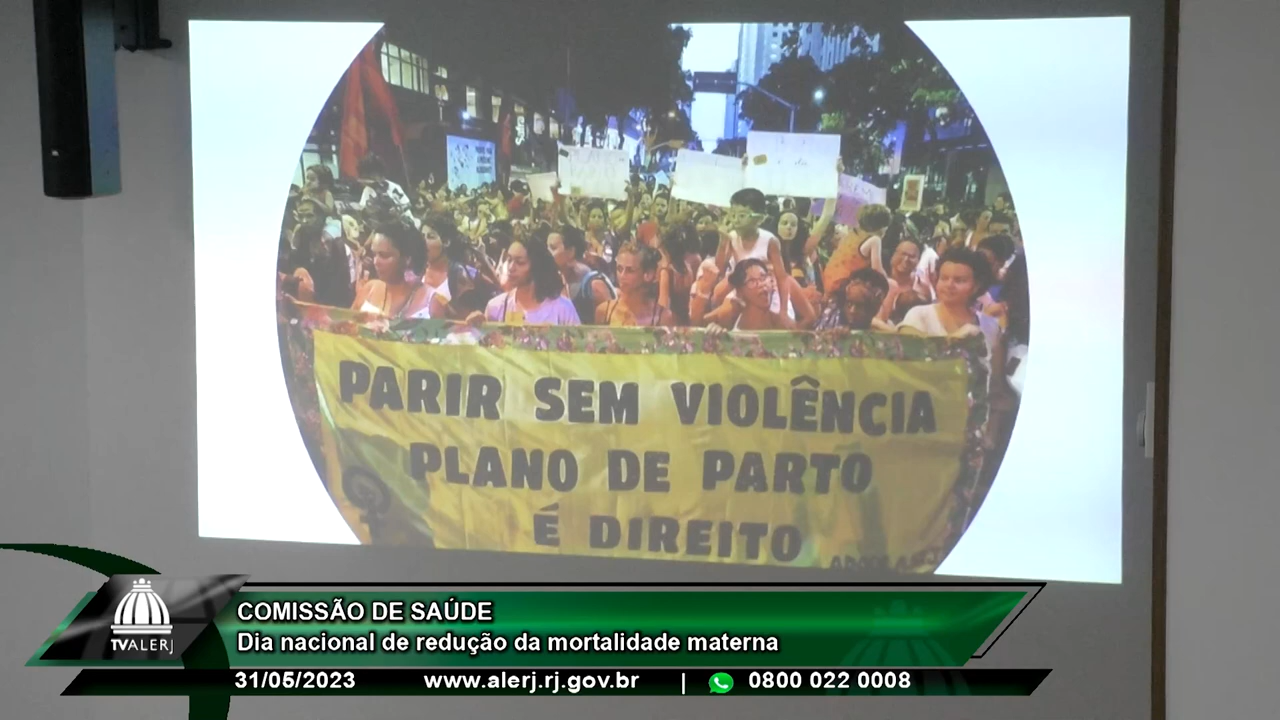 PARIR SEM VIOLÊNCIA
PLANO DE PARTO
É DIREITO
COMISSÃO DE SAÚDE
Dia nacional de redução da mortalidade materna
TVALERJ
31/05/2023 www.alerj.rj.gov.br | 0800 022 0008